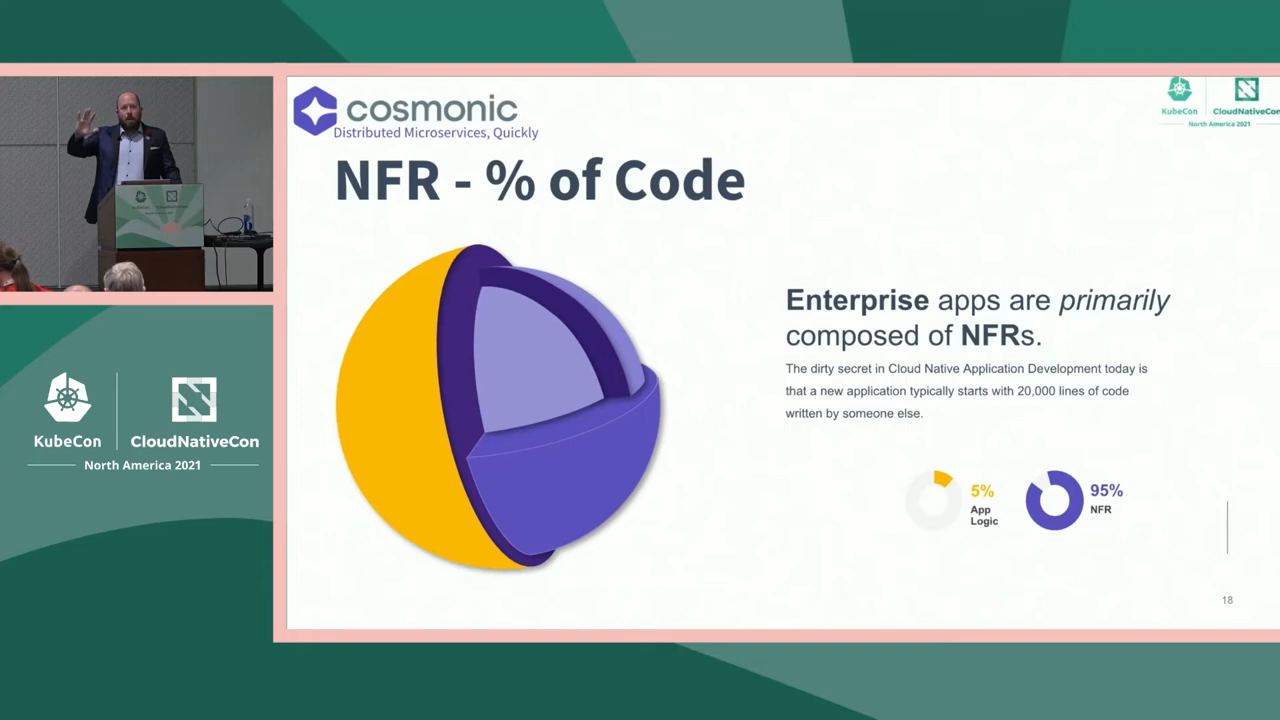 cosmonic
Distributed Microservices, Quickly
KubeCon
CloudNativeCon
North America 2021
NFR - % of Code
Enterprise apps are primarily
composed of NFRs.
The dirty secret in Cloud Native Application Development today is
that a new application typically starts with 20,000 lines of code
written by someone else.
5%
App
Logic
95%
NFR
18
KubeCon
CloudNativeCon
North America 2021